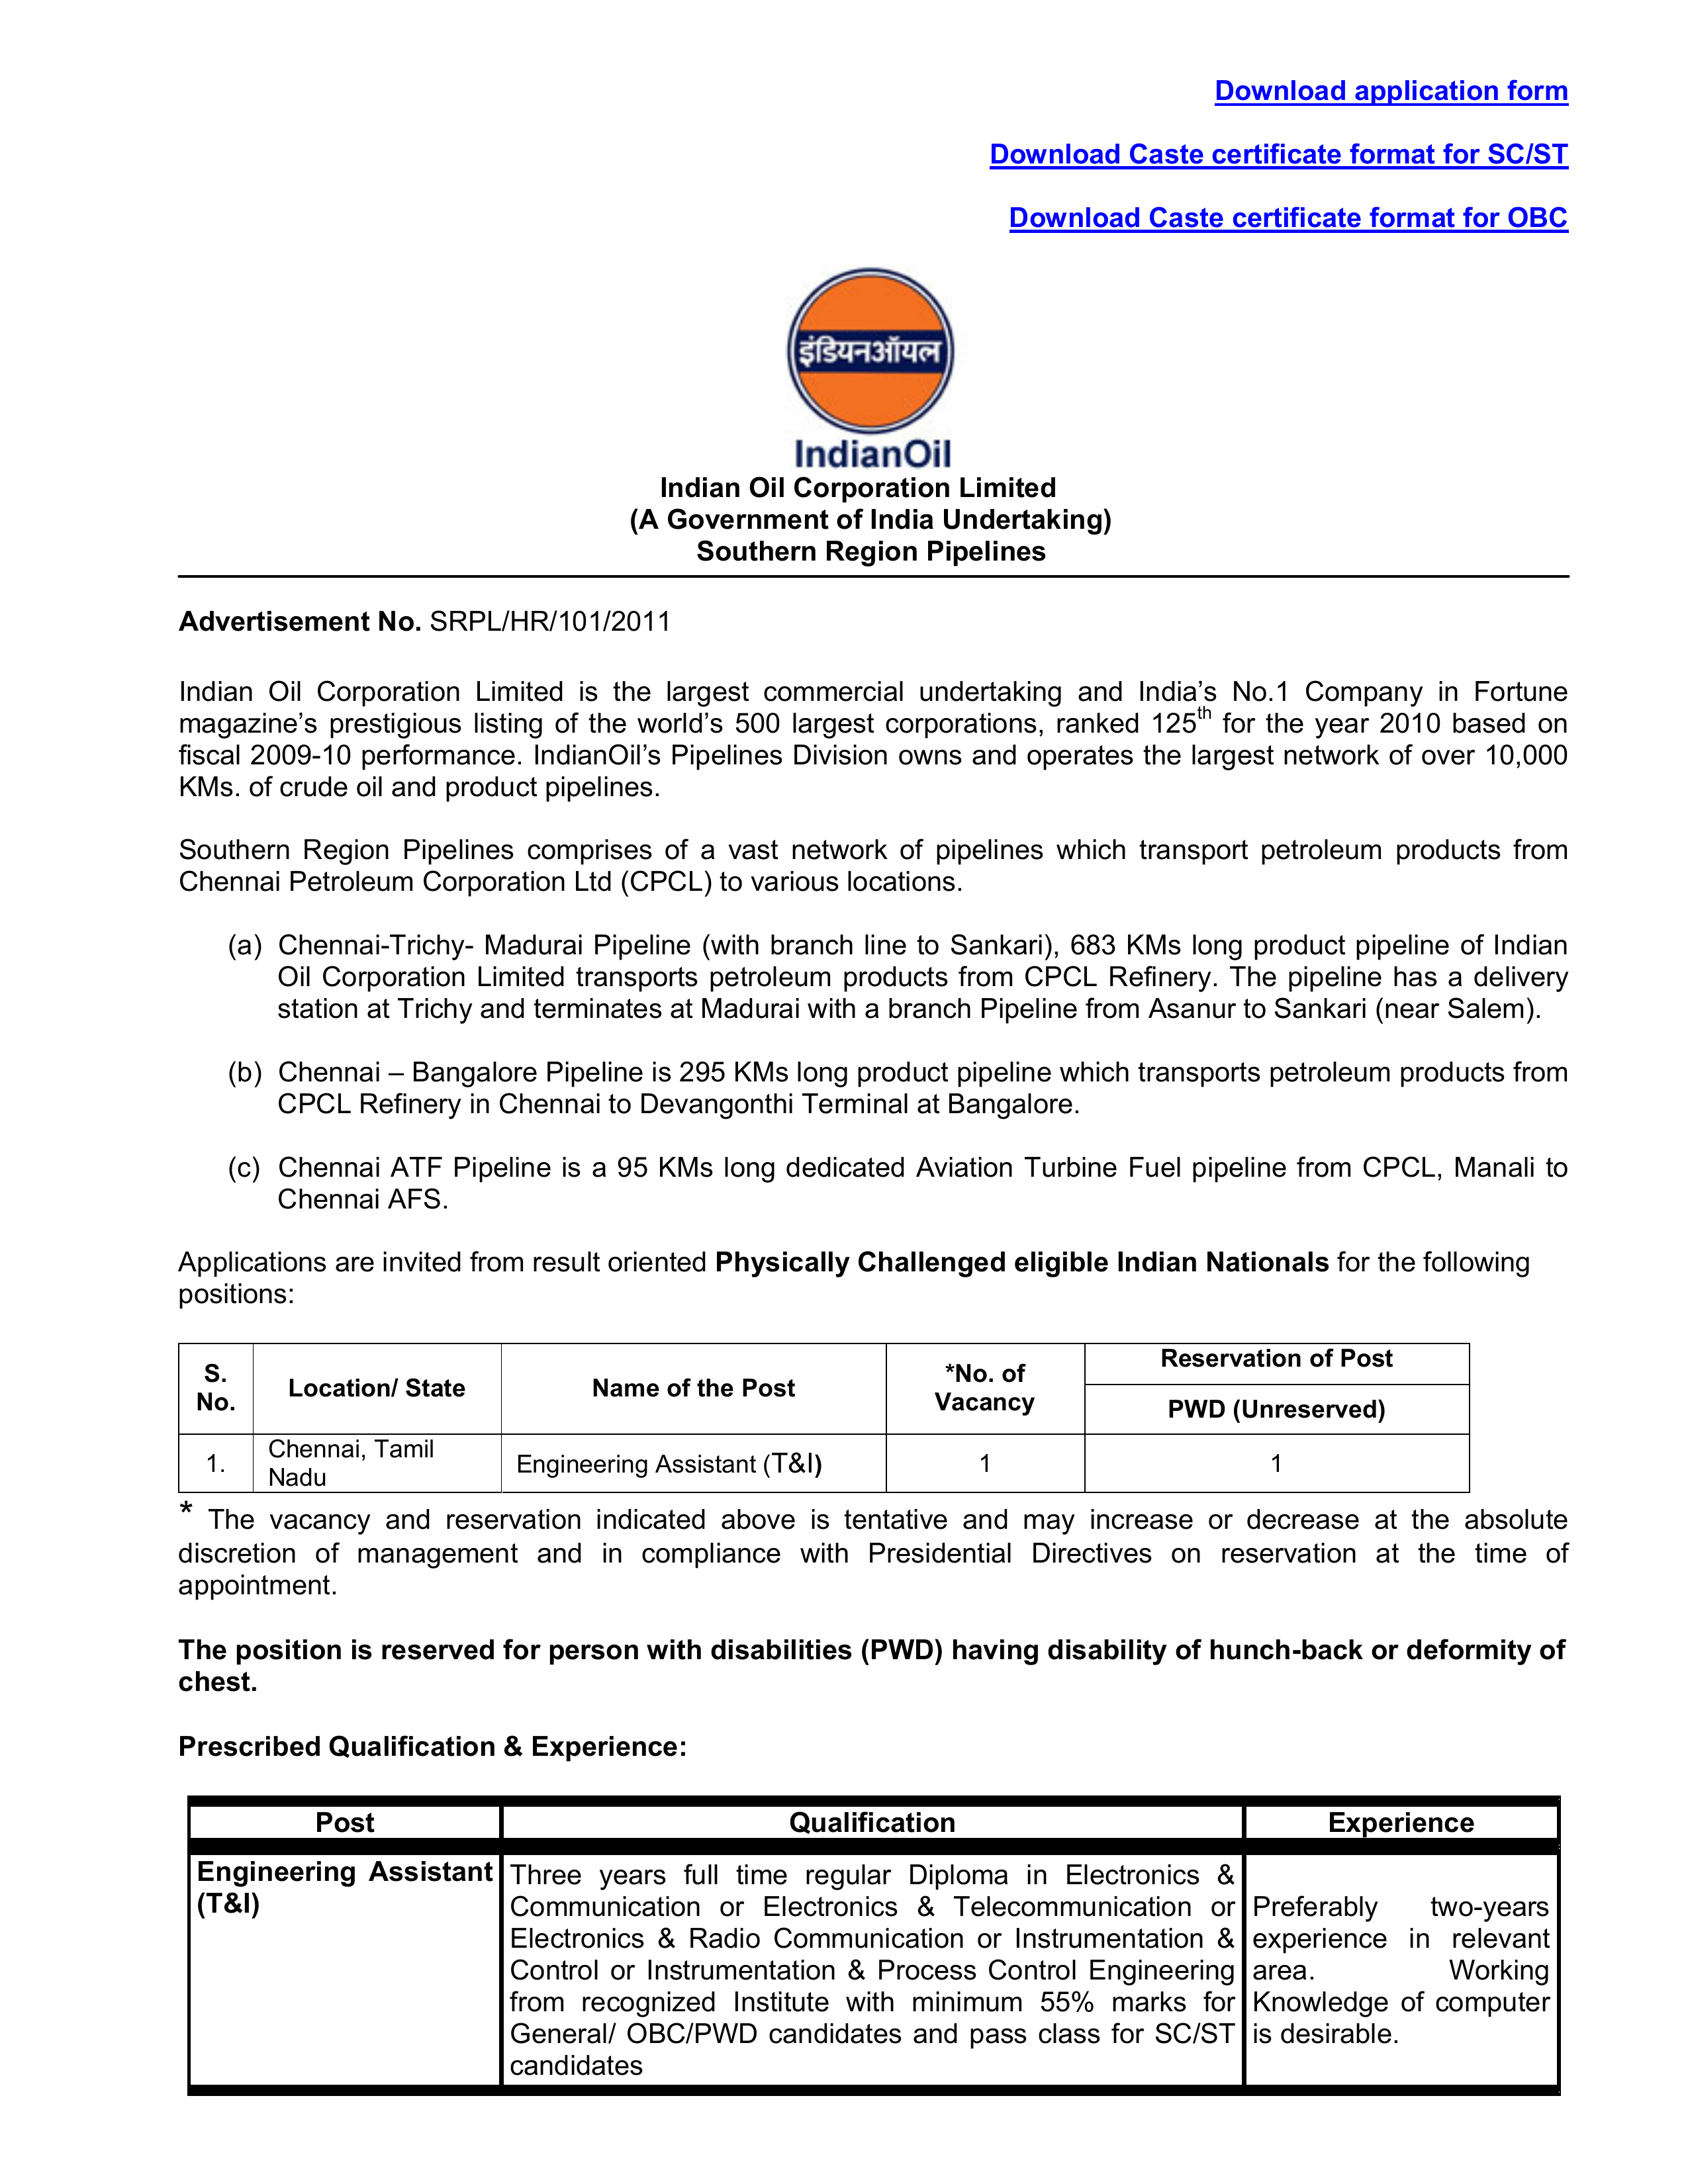 Download application form
Download Caste certificate format for SC/ST
Download Caste certificate format for OBC
इंडियनऑयल
IndianOil
Indian Oil Corporation Limited
(A Government of India Undertaking)
Southern Region Pipelines
Advertisement No. SRPL/HR/101/2011
Indian Oil Corporation Limited is the largest commercial undertaking and India’s No.1 Company in Fortune
magazine’s prestigious listing of the world’s 500 largest corporations, ranked 125th for the year 2010 based on
fiscal 2009-10 performance. IndianOil’s Pipelines Division owns and operates the largest network of over 10,000
KMs. of crude oil and product pipelines.
Southern Region Pipelines comprises of a vast network of pipelines which transport petroleum products from
Chennai Petroleum Corporation Ltd (CPCL) to various locations.
(a) Chennai-Trichy- Madurai Pipeline (with branch line to Sankari), 683 KMs long product pipeline of Indian
Oil Corporation Limited transports petroleum products from CPCL Refinery. The pipeline has a delivery
station at Trichy and terminates at Madurai with a branch Pipeline from Asanur to Sankari (near Salem).
(b) Chennai – Bangalore Pipeline is 295 KMs long product pipeline which transports petroleum products from
CPCL Refinery in Chennai to Devangonthi Terminal at Bangalore.
(c) Chennai ATF Pipeline is a 95 KMs long dedicated Aviation Turbine Fuel pipeline from CPCL, Manali to
Chennai AFS.
Applications are invited from result oriented Physically Challenged eligible Indian Nationals for the following
positions:
S. No. Location/ State Name of the Post *No. of Vacancy Reservation of Post
PWD (Unreserved)
1. Chennai, Tamil Nadu Engineering Assistant (T&I) 1 1
* The vacancy and reservation indicated above is tentative and may increase or decrease at the absolute
discretion of management and in compliance with Presidential Directives on reservation at the time of
appointment.
The position is reserved for person with disabilities (PWD) having disability of hunch-back or deformity of
chest.
Prescribed Qualification & Experience:
Post Qualification Experience
Engineering Assistant
(T&I)
Three years full time regular Diploma in Electronics &
Communication or Electronics & Telecommunication or
Electronics & Radio Communication or Instrumentation &
Control or Instrumentation & Process Control Engineering
from recognized Institute with minimum 55% marks for
General/ OBC/PWD candidates and pass class for SC/ST
candidates
Preferably two-years
experience in relevant
area. Working
Knowledge of computer
is desirable.